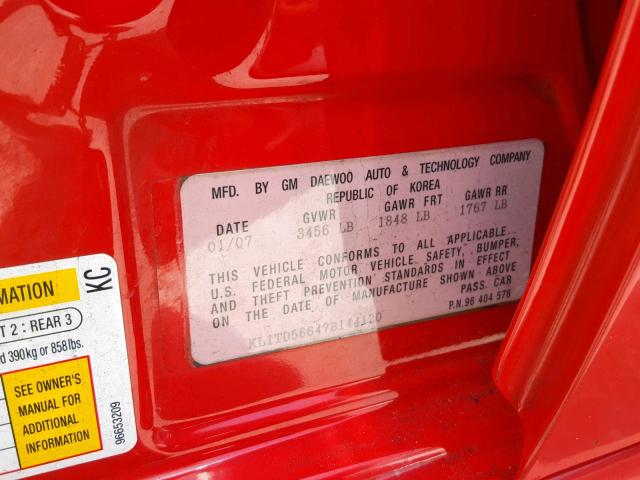 MFD. BY GM DAEWOO AUTO & TECHNOLOGY COMPANY
REPUBLIC OF KOREA
DATE GVWR GAWR FRT GAWR RR
01/07 3456 LB 1848 LB 1767 LB
THIS VEHICLE CONFORMS TO ALL APPLICABLE
U.S. FEDERAL MOTOR VEHICLE SAFETY, BUMPER,
AND THEFT PREVENTION STANDARDS IN EFFECT
ON THE DATE OF MANUFACTURE SHOWN ABOVE
PASS. CAR
P.N.96 404 578
MATION
KC
T 2 : REAR 3
d 390kg or 858lbs.
SEE OWNER'S
MANUAL FOR
ADDITIONAL
INFORMATION
96653209